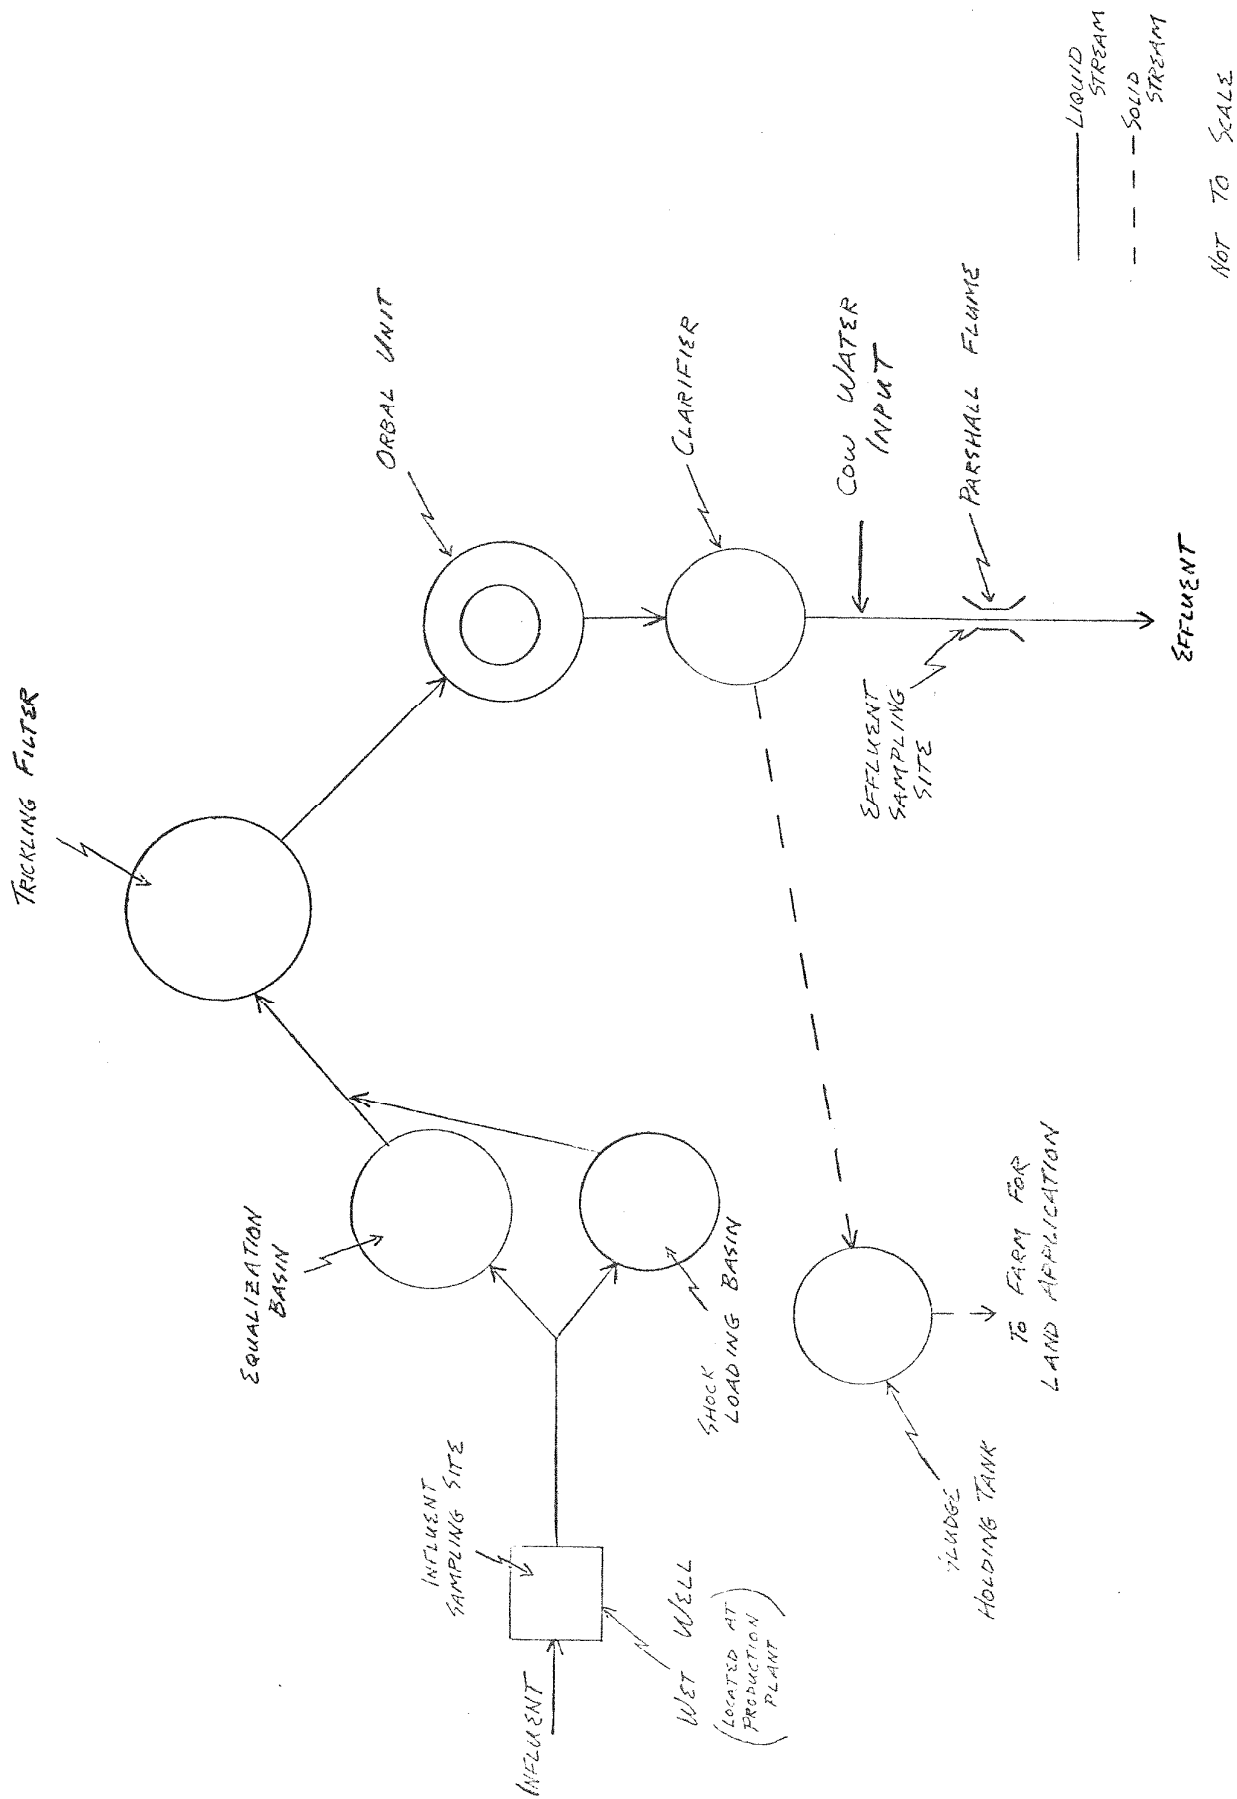 TRICKLING FILTER
ORBAL UNIT
EQUALIZATION
BASIN
CLARIFIER
INFLUENT
SAMPLING SITE
INFLUENT
WET WELL
(LOCATED AT
PRODUCTION
PLANT)
SHOCK
LOADING BASIN
COW WATER
INPUT
EFFLUENT
SAMPLING
SITE
PARSHALL FLUME
EFFLUENT
SLUDGE
HOLDING TANK
TO FARM FOR
LAND APPLICATION
LIQUID
STREAM
SOLID
STREAM
NOT TO SCALE